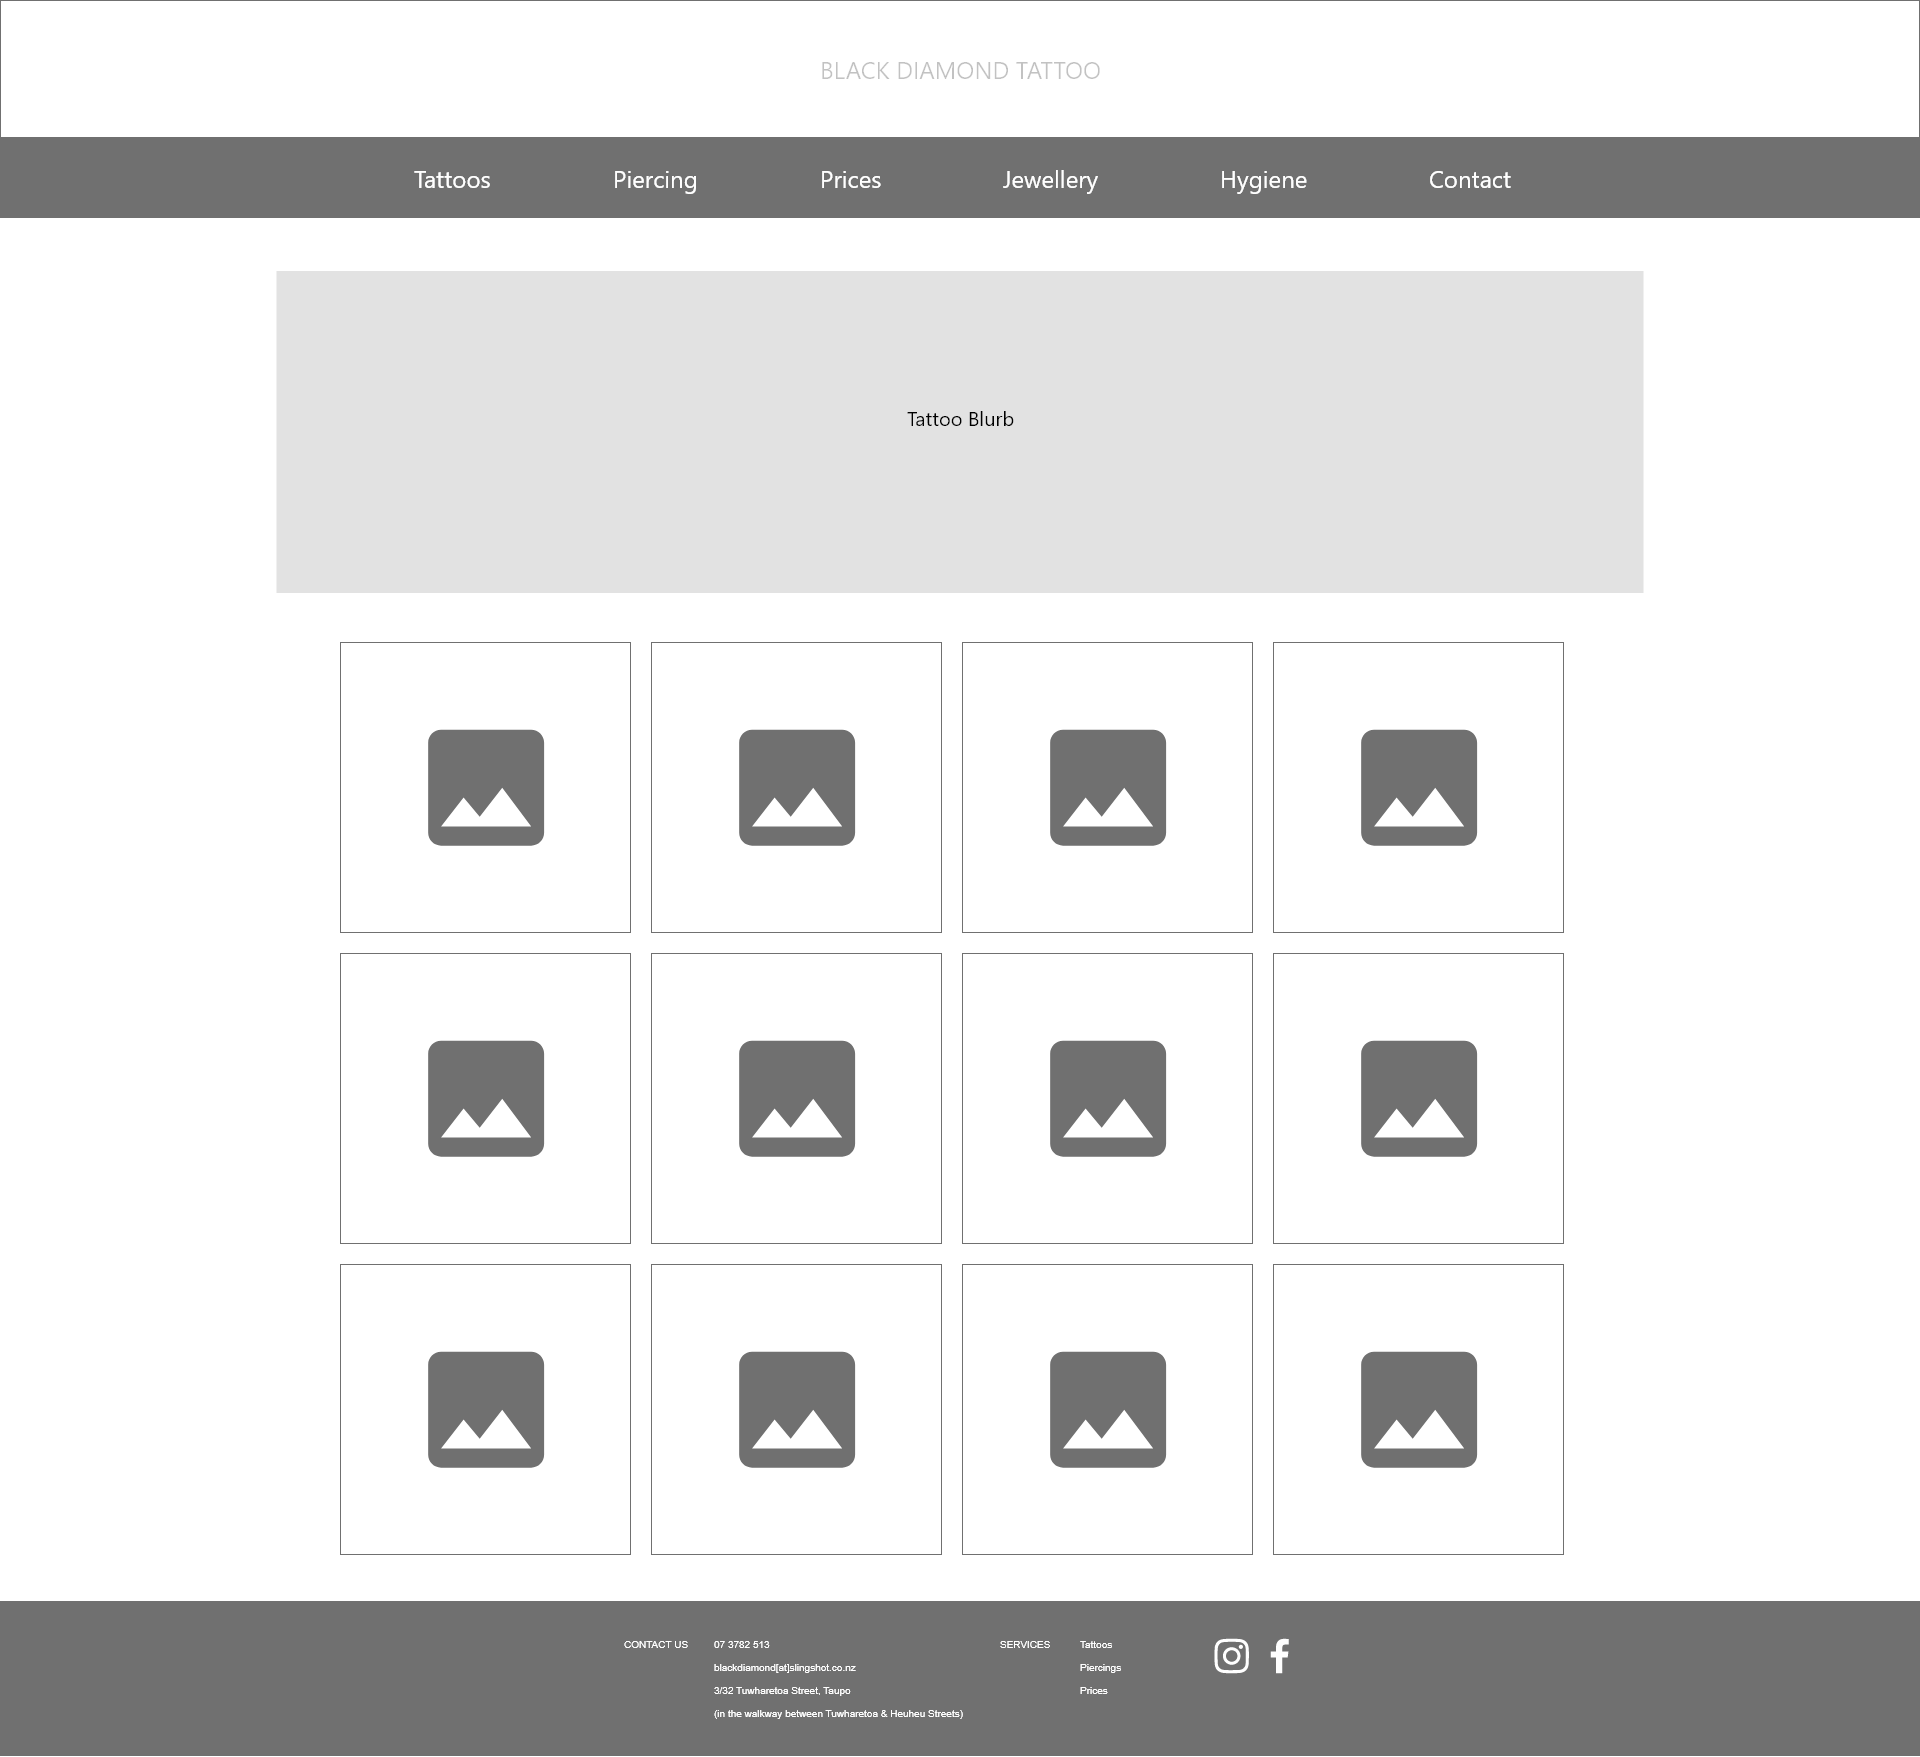 BLACK DIAMOND TATTOO
Tattoos Piercing Prices Jewellery Hygiene Contact
Tattoo Blurb
CONTACT US 07 3782 513 SERVICES Tattoos
blackdiamond[at]slingshot.co.nz Piercings
3/32 Tuwharetoa Street, Taupo Prices
(in the walkway between Tuwharetoa & Heuheu Streets)